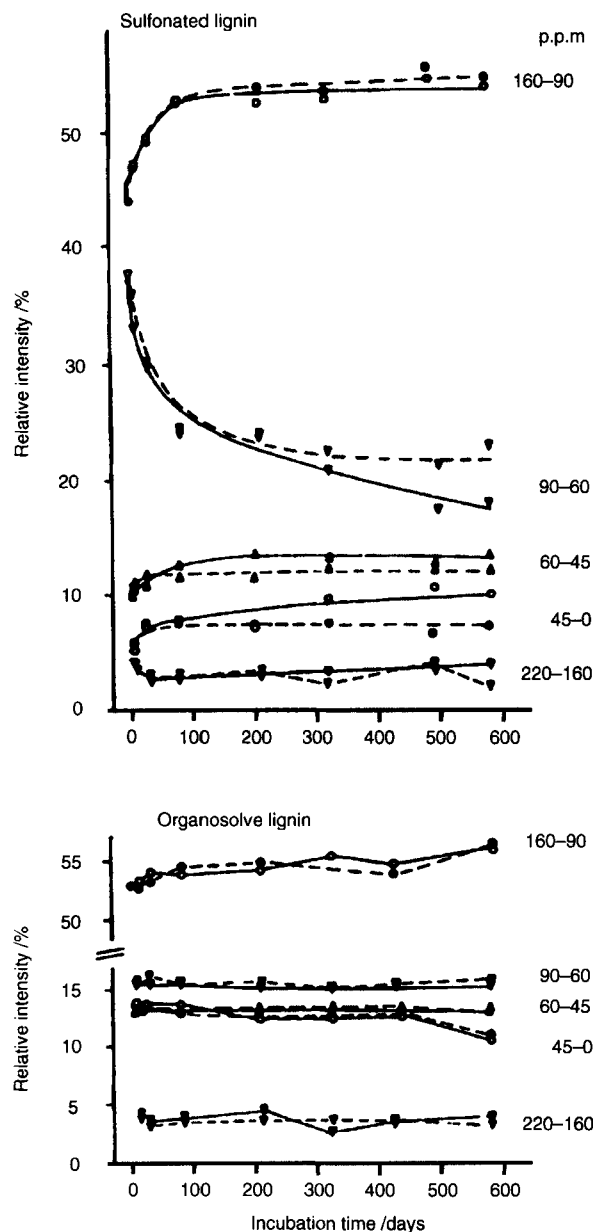 Sulfonated lignin
p.p.m
160–90
50
40
Relative intensity /%
30
20
90–60
60–45
10
45–0
220–160
0
0 100 200 300 400 500 600
Organosolve lignin
160–90
55
50
Relative intensity /%
90–60
15
60–45
10
45–0
5
220–160
0
0 100 200 300 400 500 600
Incubation time /days